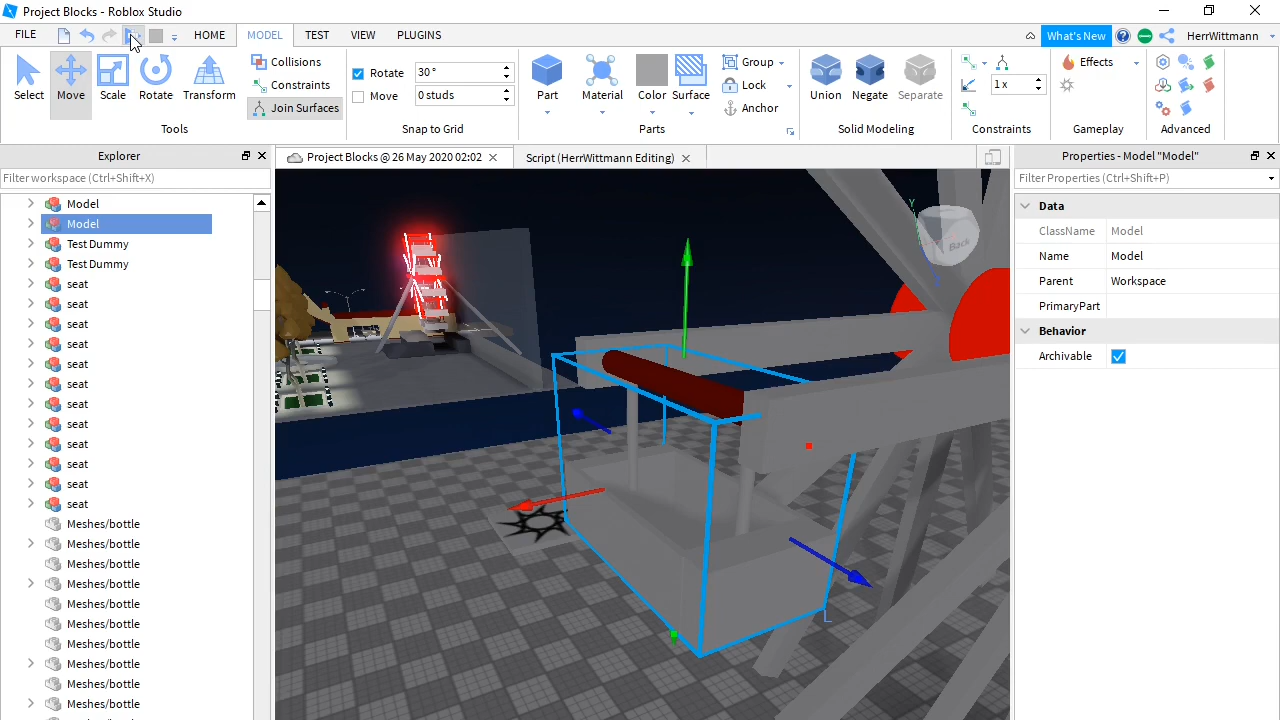 Project Blocks - Roblox Studio
FILE HOME MODEL TEST VIEW PLUGINS What's New HerrWittmann
Select Move Scale Rotate Transform
Collisions
Constraints
Join Surfaces
Tools
Rotate 30°
Move 0 studs
Snap to Grid
Part Material Color Surface
Group
Lock
Anchor
Parts
Union Negate Separate
Solid Modeling
1 x
Constraints
Effects
Gameplay
Advanced
Explorer
Filter workspace (Ctrl+Shift+X)
Model
Model
Test Dummy
Test Dummy
seat
seat
seat
seat
seat
seat
seat
seat
seat
seat
seat
seat
Meshes/bottle
Meshes/bottle
Meshes/bottle
Meshes/bottle
Meshes/bottle
Meshes/bottle
Meshes/bottle
Meshes/bottle
Meshes/bottle
Meshes/bottle
Project Blocks @ 26 May 2020 02:02
Script (HerrWittmann Editing)
Y
Back
L
Properties - Model "Model"
Filter Properties (Ctrl+Shift+P)
Data
ClassName Model
Name Model
Parent Workspace
PrimaryPart
Behavior
Archivable